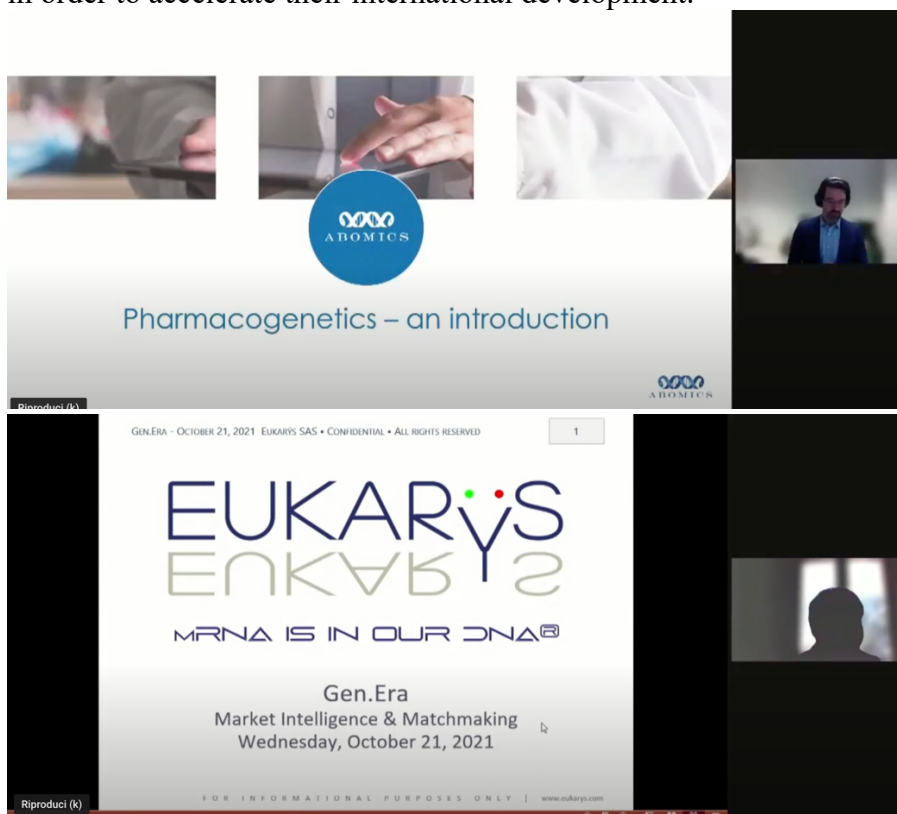 in order to accelerate their international development.
ABOMICS
Pharmacogenetics – an introduction
ABOMICS
Riproduci (k)
GEN.ERA - OCTOBER 21, 2021 EUKARŸS SAS • CONFIDENTIAL • ALL RIGHTS RESERVED
1
EUKARŸS
EUKARYS
MRNA IS IN OUR DNA®
Gen.Era
Market Intelligence & Matchmaking
Wednesday, October 21, 2021
FOR INFORMATIONAL PURPOSES ONLY | www.eukarys.com
Riproduci (k)